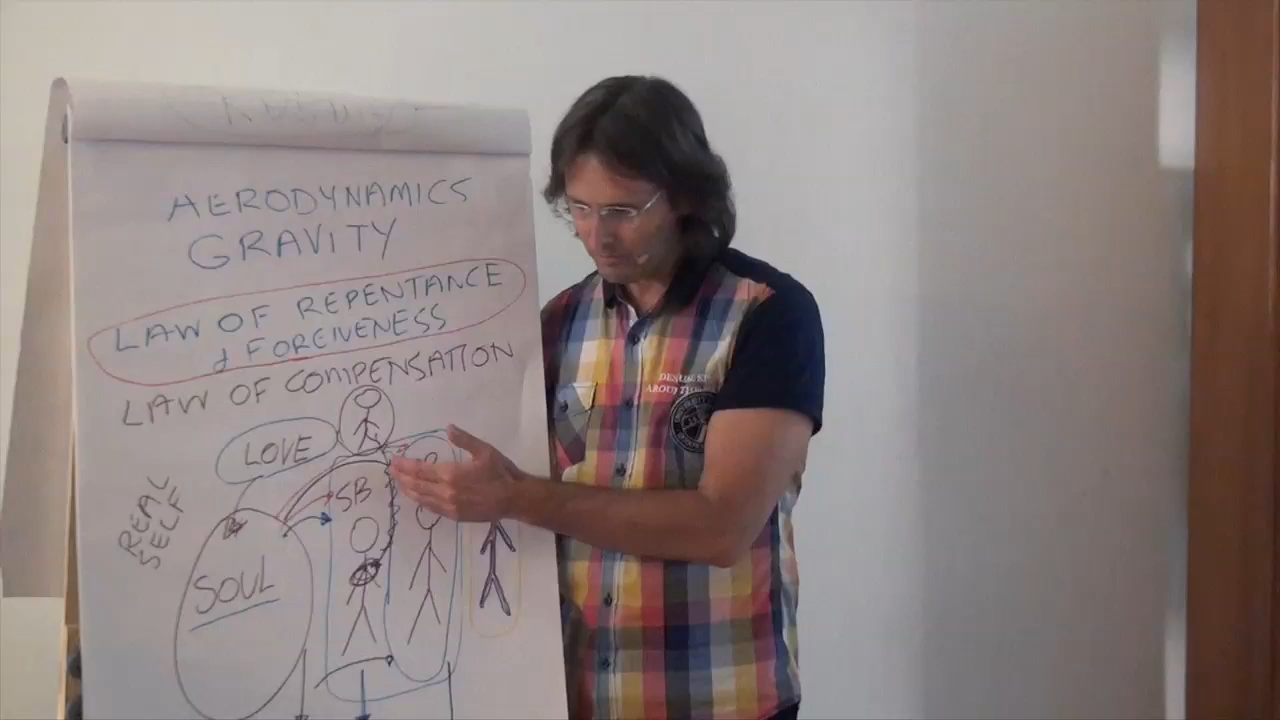 AERODYNAMICS
GRAVITY
LAW OF REPENTANCE
& FORGIVENESS
LAW OF COMPENSATION
LOVE
REAL
SELF
SB
SOUL